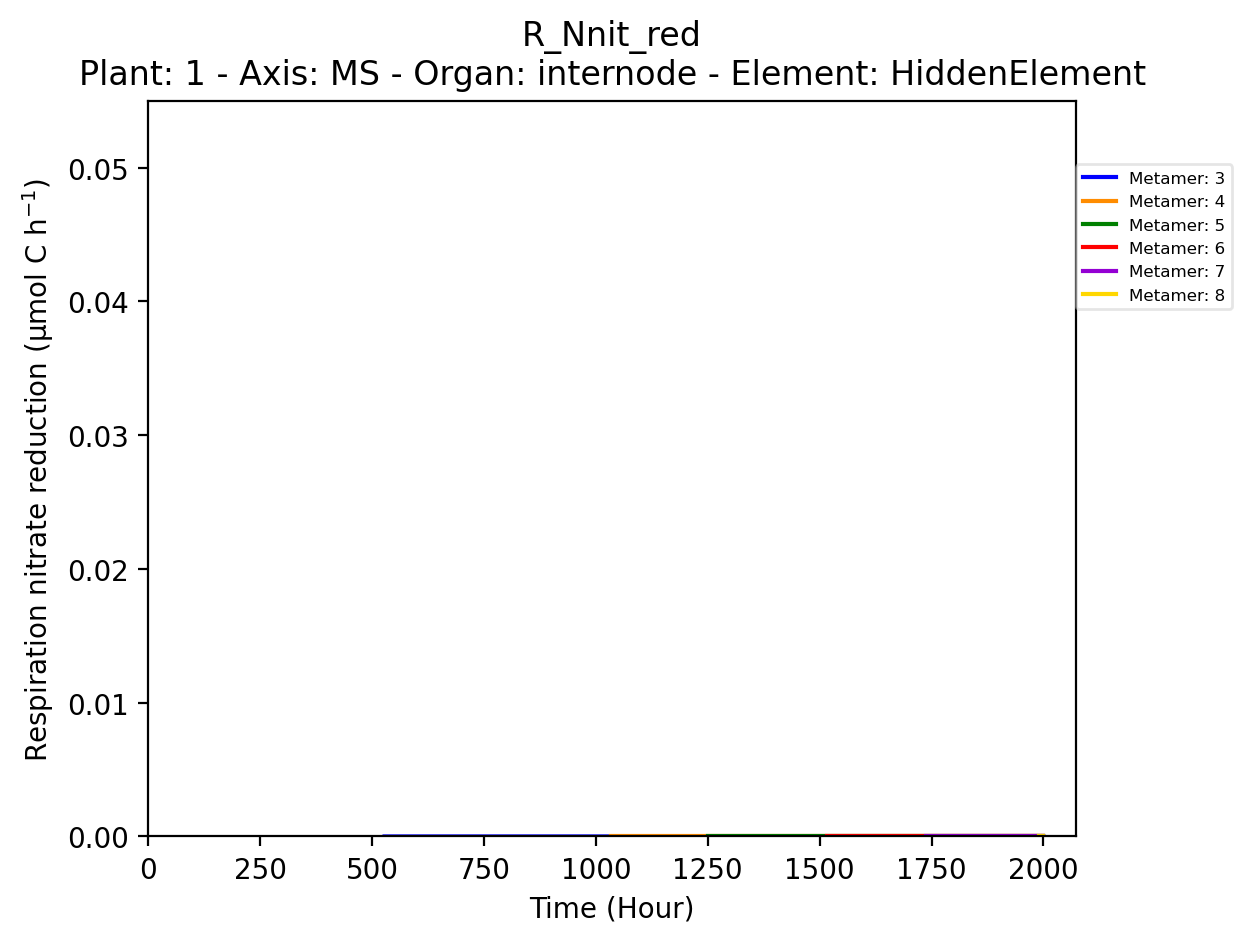 R_Nnit_red
Plant: 1 - Axis: MS - Organ: internode - Element: HiddenElement
Respiration nitrate reduction (µmol C h⁻¹)
0.05
0.04
0.03
0.02
0.01
0.00
0 250 500 750 1000 1250 1500 1750 2000
Time (Hour)
Metamer: 3
Metamer: 4
Metamer: 5
Metamer: 6
Metamer: 7
Metamer: 8